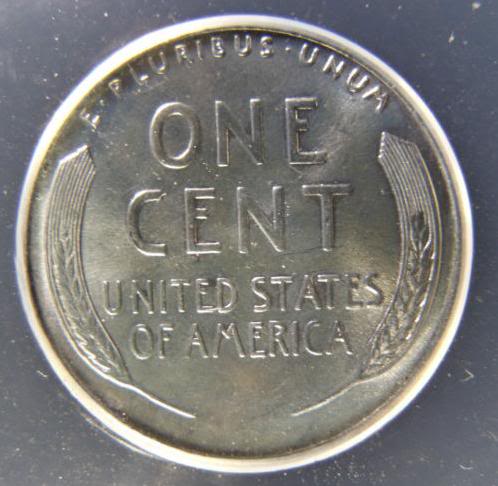 E·PLURIBUS·UNUM
ONE
CENT
UNITED STATES
OF AMERICA